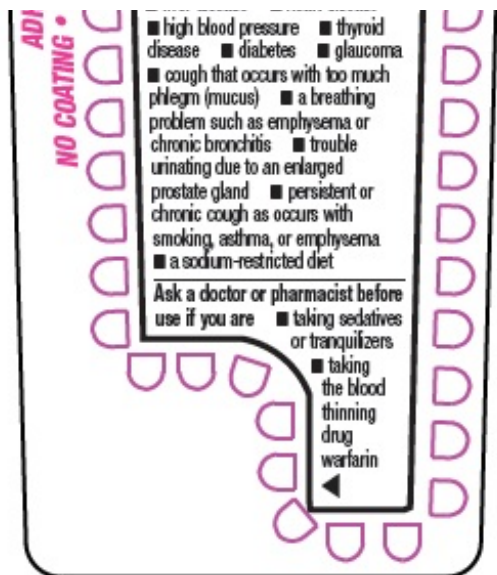 ■ high blood pressure ■ thyroid
disease ■ diabetes ■ glaucoma
■ cough that occurs with too much
phlegm (mucus) ■ a breathing
problem such as emphysema or
chronic bronchitis ■ trouble
urinating due to an enlarged
prostate gland ■ persistent or
chronic cough as occurs with
smoking, asthma, or emphysema
■ a sodium-restricted diet
Ask a doctor or pharmacist before
use if you are ■ taking sedatives
or tranquilizers
■ taking
the blood
thinning
drug
warfarin
NO COATING •